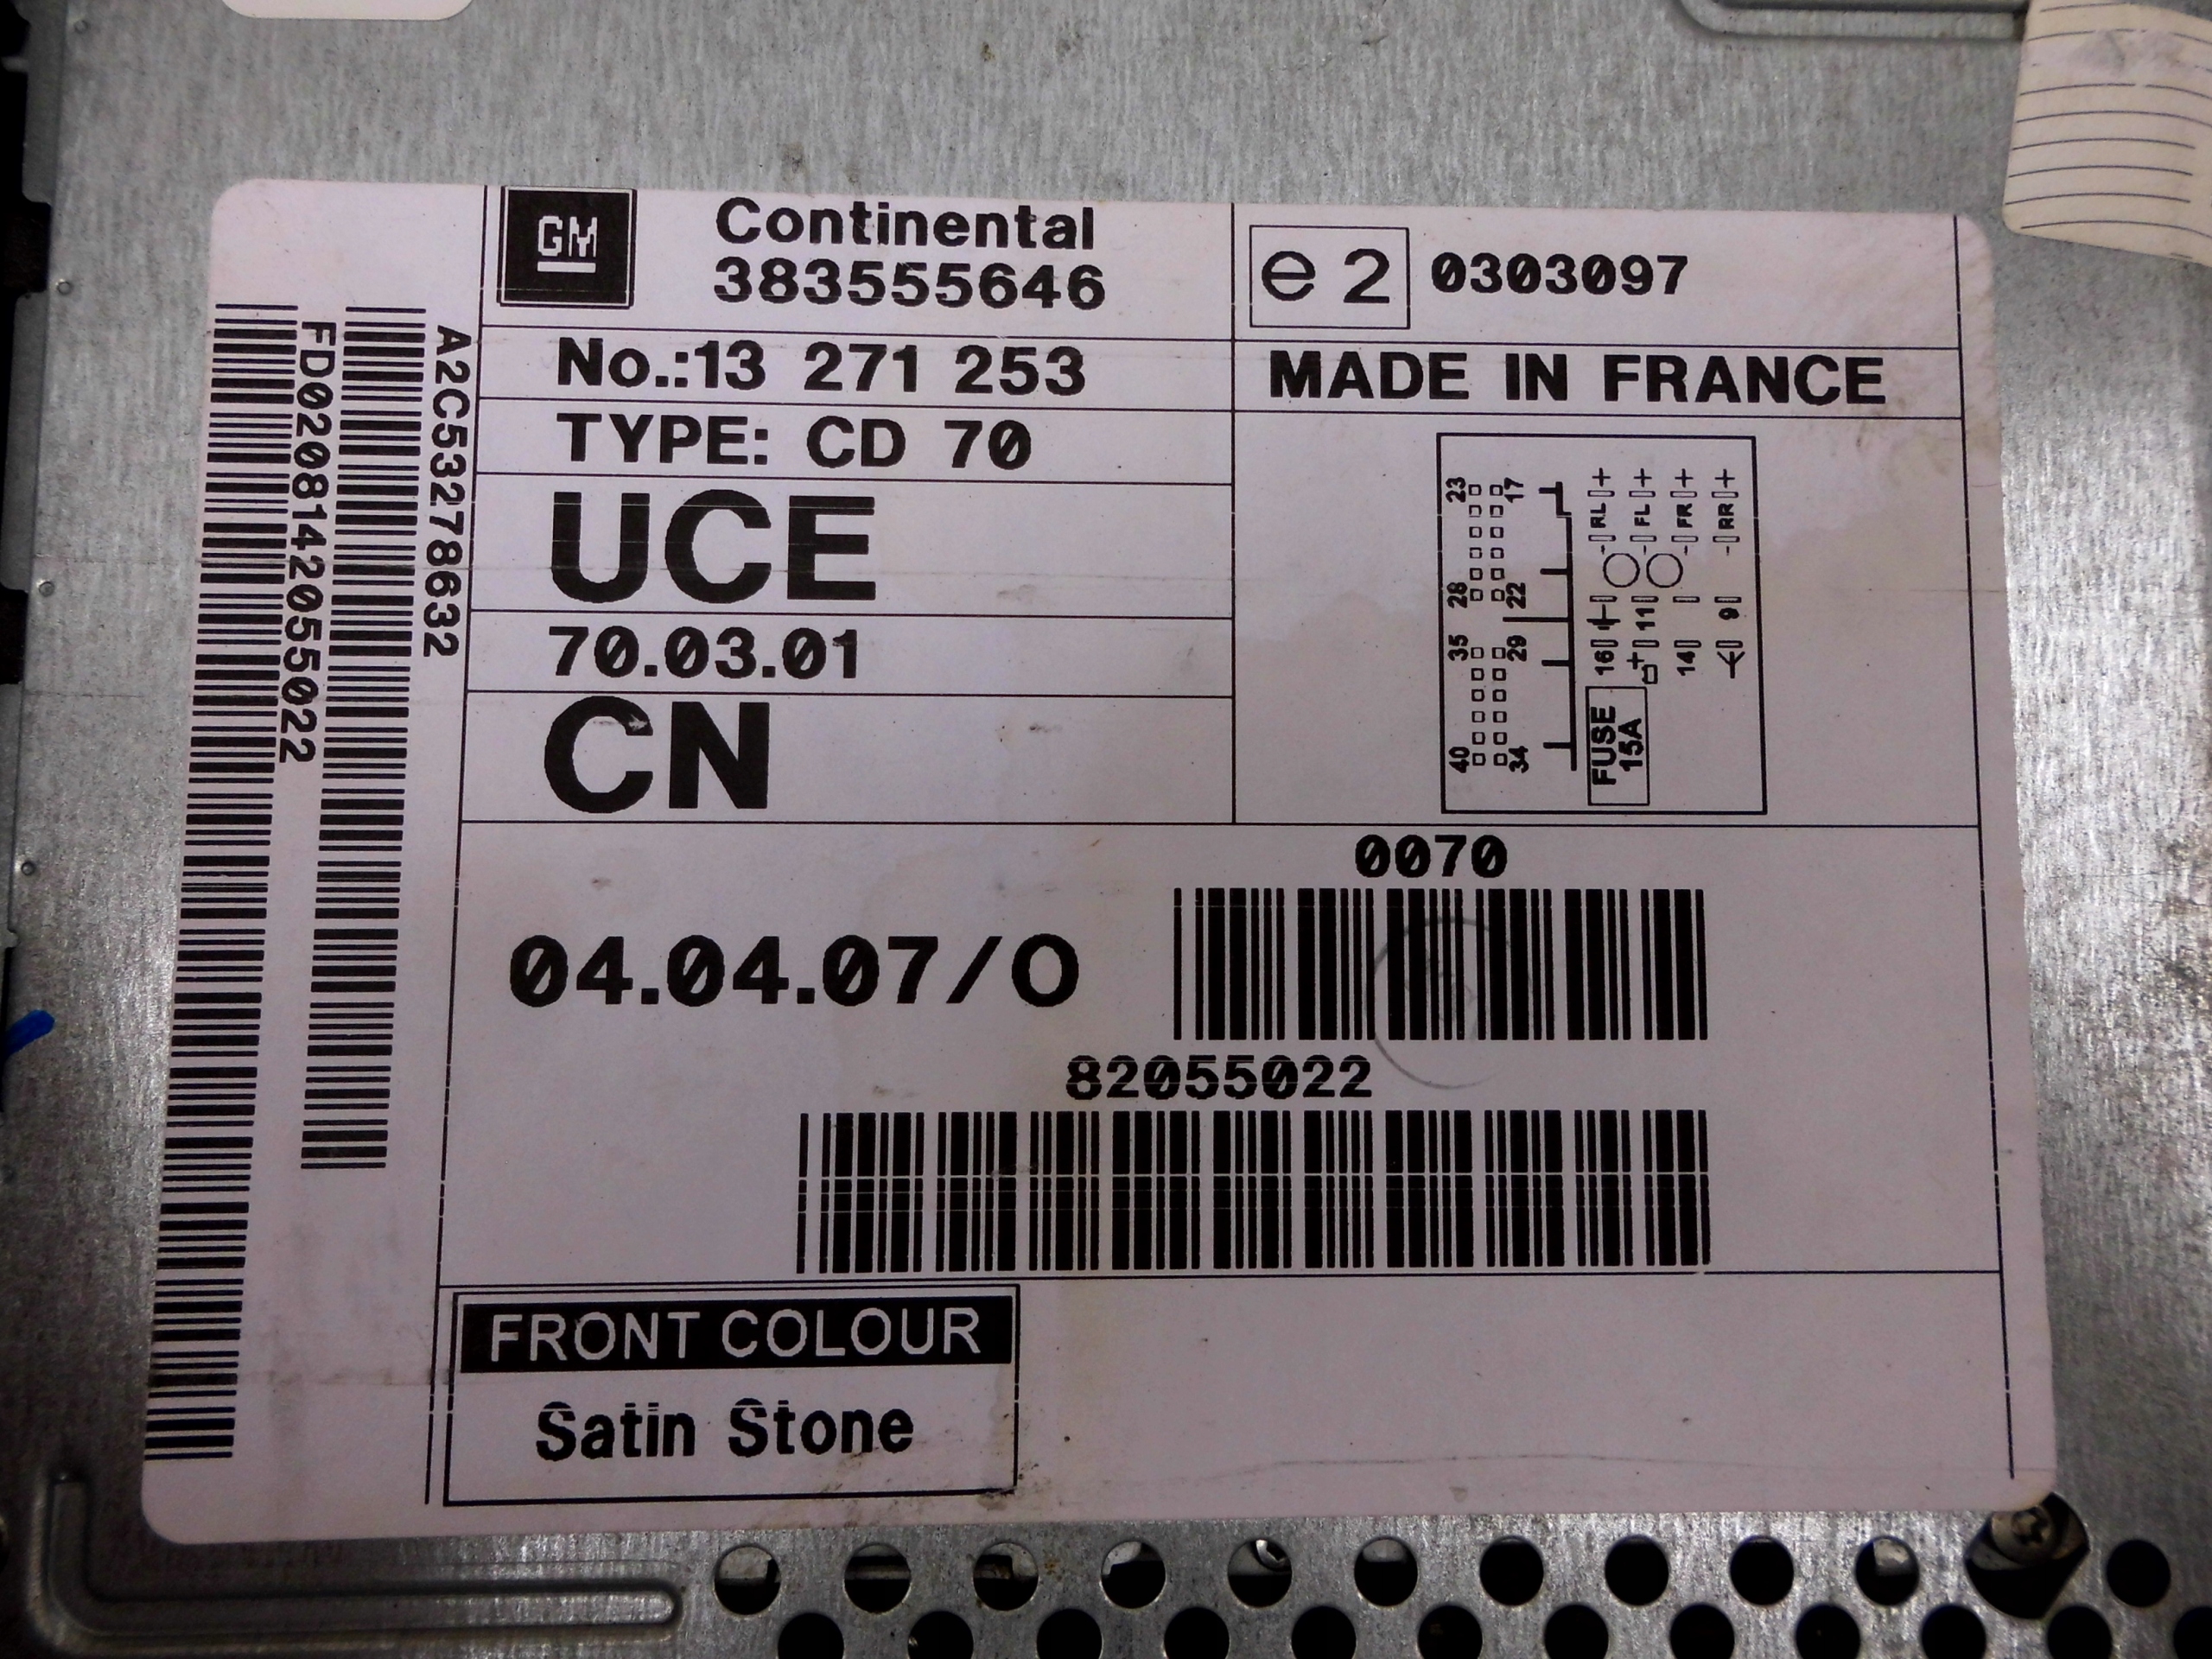 GM
Continental
383555646
e2 0303097
No.:13 271 253
MADE IN FRANCE
TYPE: CD 70
UCE
70.03.01
CN
23 17
28 22
35 29
40 34
RL +
FL +
FR +
RR +
16
11
14
9
FUSE
15A
0070
04.04.07/O
82055022
FRONT COLOUR
Satin Stone
A2C53278632
FD0208142055022